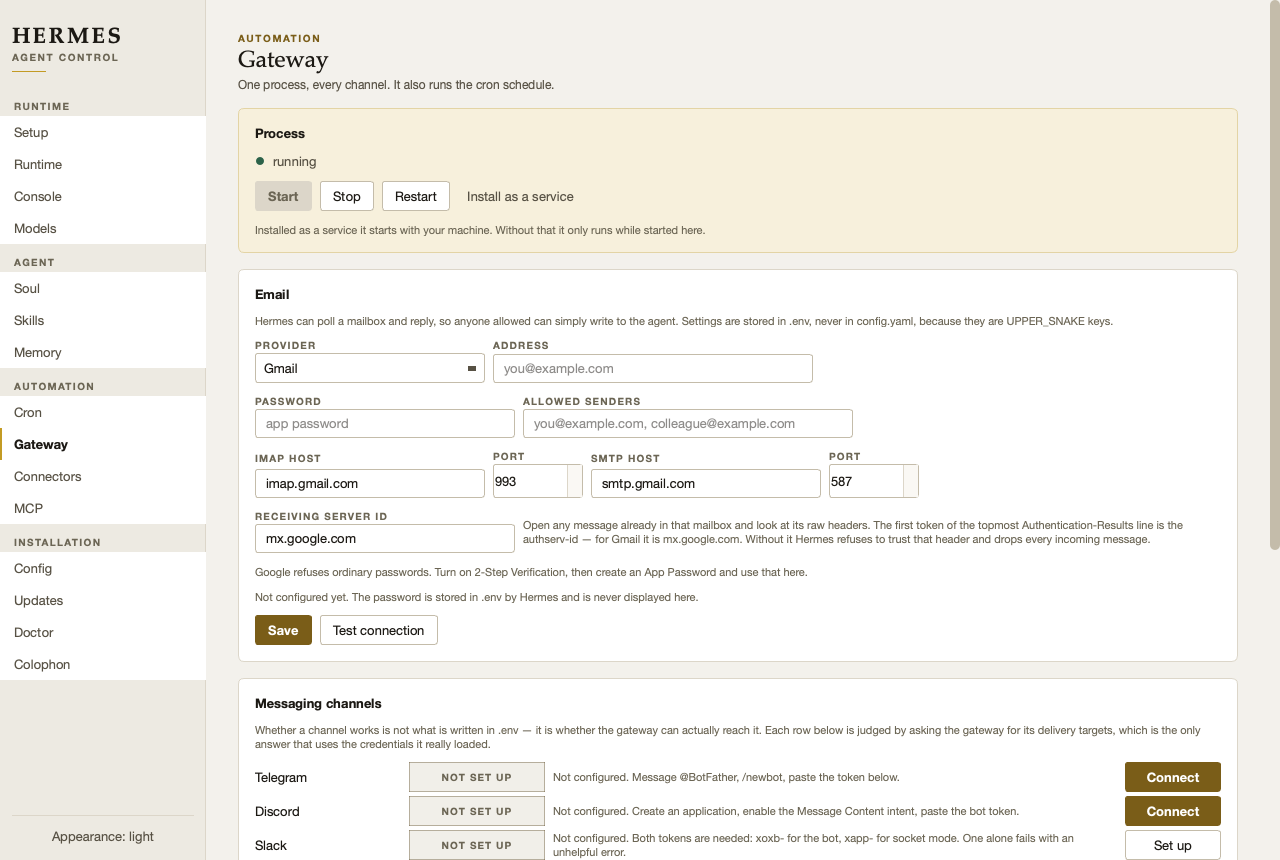 HERMES
AGENT CONTROL
RUNTIME
Setup
Runtime
Console
Models
AGENT
Soul
Skills
Memory
AUTOMATION
Cron
Gateway
Connectors
MCP
INSTALLATION
Config
Updates
Doctor
Colophon
Appearance: light
AUTOMATION
Gateway
One process, every channel. It also runs the cron schedule.
Process
running
Start Stop Restart Install as a service
Installed as a service it starts with your machine. Without that it only runs while started here.
Email
Hermes can poll a mailbox and reply, so anyone allowed can simply write to the agent. Settings are stored in .env, never in config.yaml, because they are UPPER_SNAKE keys.
PROVIDER ADDRESS
Gmail you@example.com
PASSWORD ALLOWED SENDERS
app password you@example.com, colleague@example.com
IMAP HOST PORT SMTP HOST PORT
imap.gmail.com 993 smtp.gmail.com 587
RECEIVING SERVER ID
mx.google.com
Open any message already in that mailbox and look at its raw headers. The first token of the topmost Authentication-Results line is the
authserv-id — for Gmail it is mx.google.com. Without it Hermes refuses to trust that header and drops every incoming message.
Google refuses ordinary passwords. Turn on 2-Step Verification, then create an App Password and use that here.
Not configured yet. The password is stored in .env by Hermes and is never displayed here.
Save Test connection
Messaging channels
Whether a channel works is not what is written in .env — it is whether the gateway can actually reach it. Each row below is judged by asking the gateway for its delivery targets, which is the only
answer that uses the credentials it really loaded.
Telegram NOT SET UP Not configured. Message @BotFather, /newbot, paste the token below. Connect
Discord NOT SET UP Not configured. Create an application, enable the Message Content intent, paste the bot token. Connect
Slack NOT SET UP Not configured. Both tokens are needed: xoxb- for the bot, xapp- for socket mode. One alone fails with an
unhelpful error. Set up